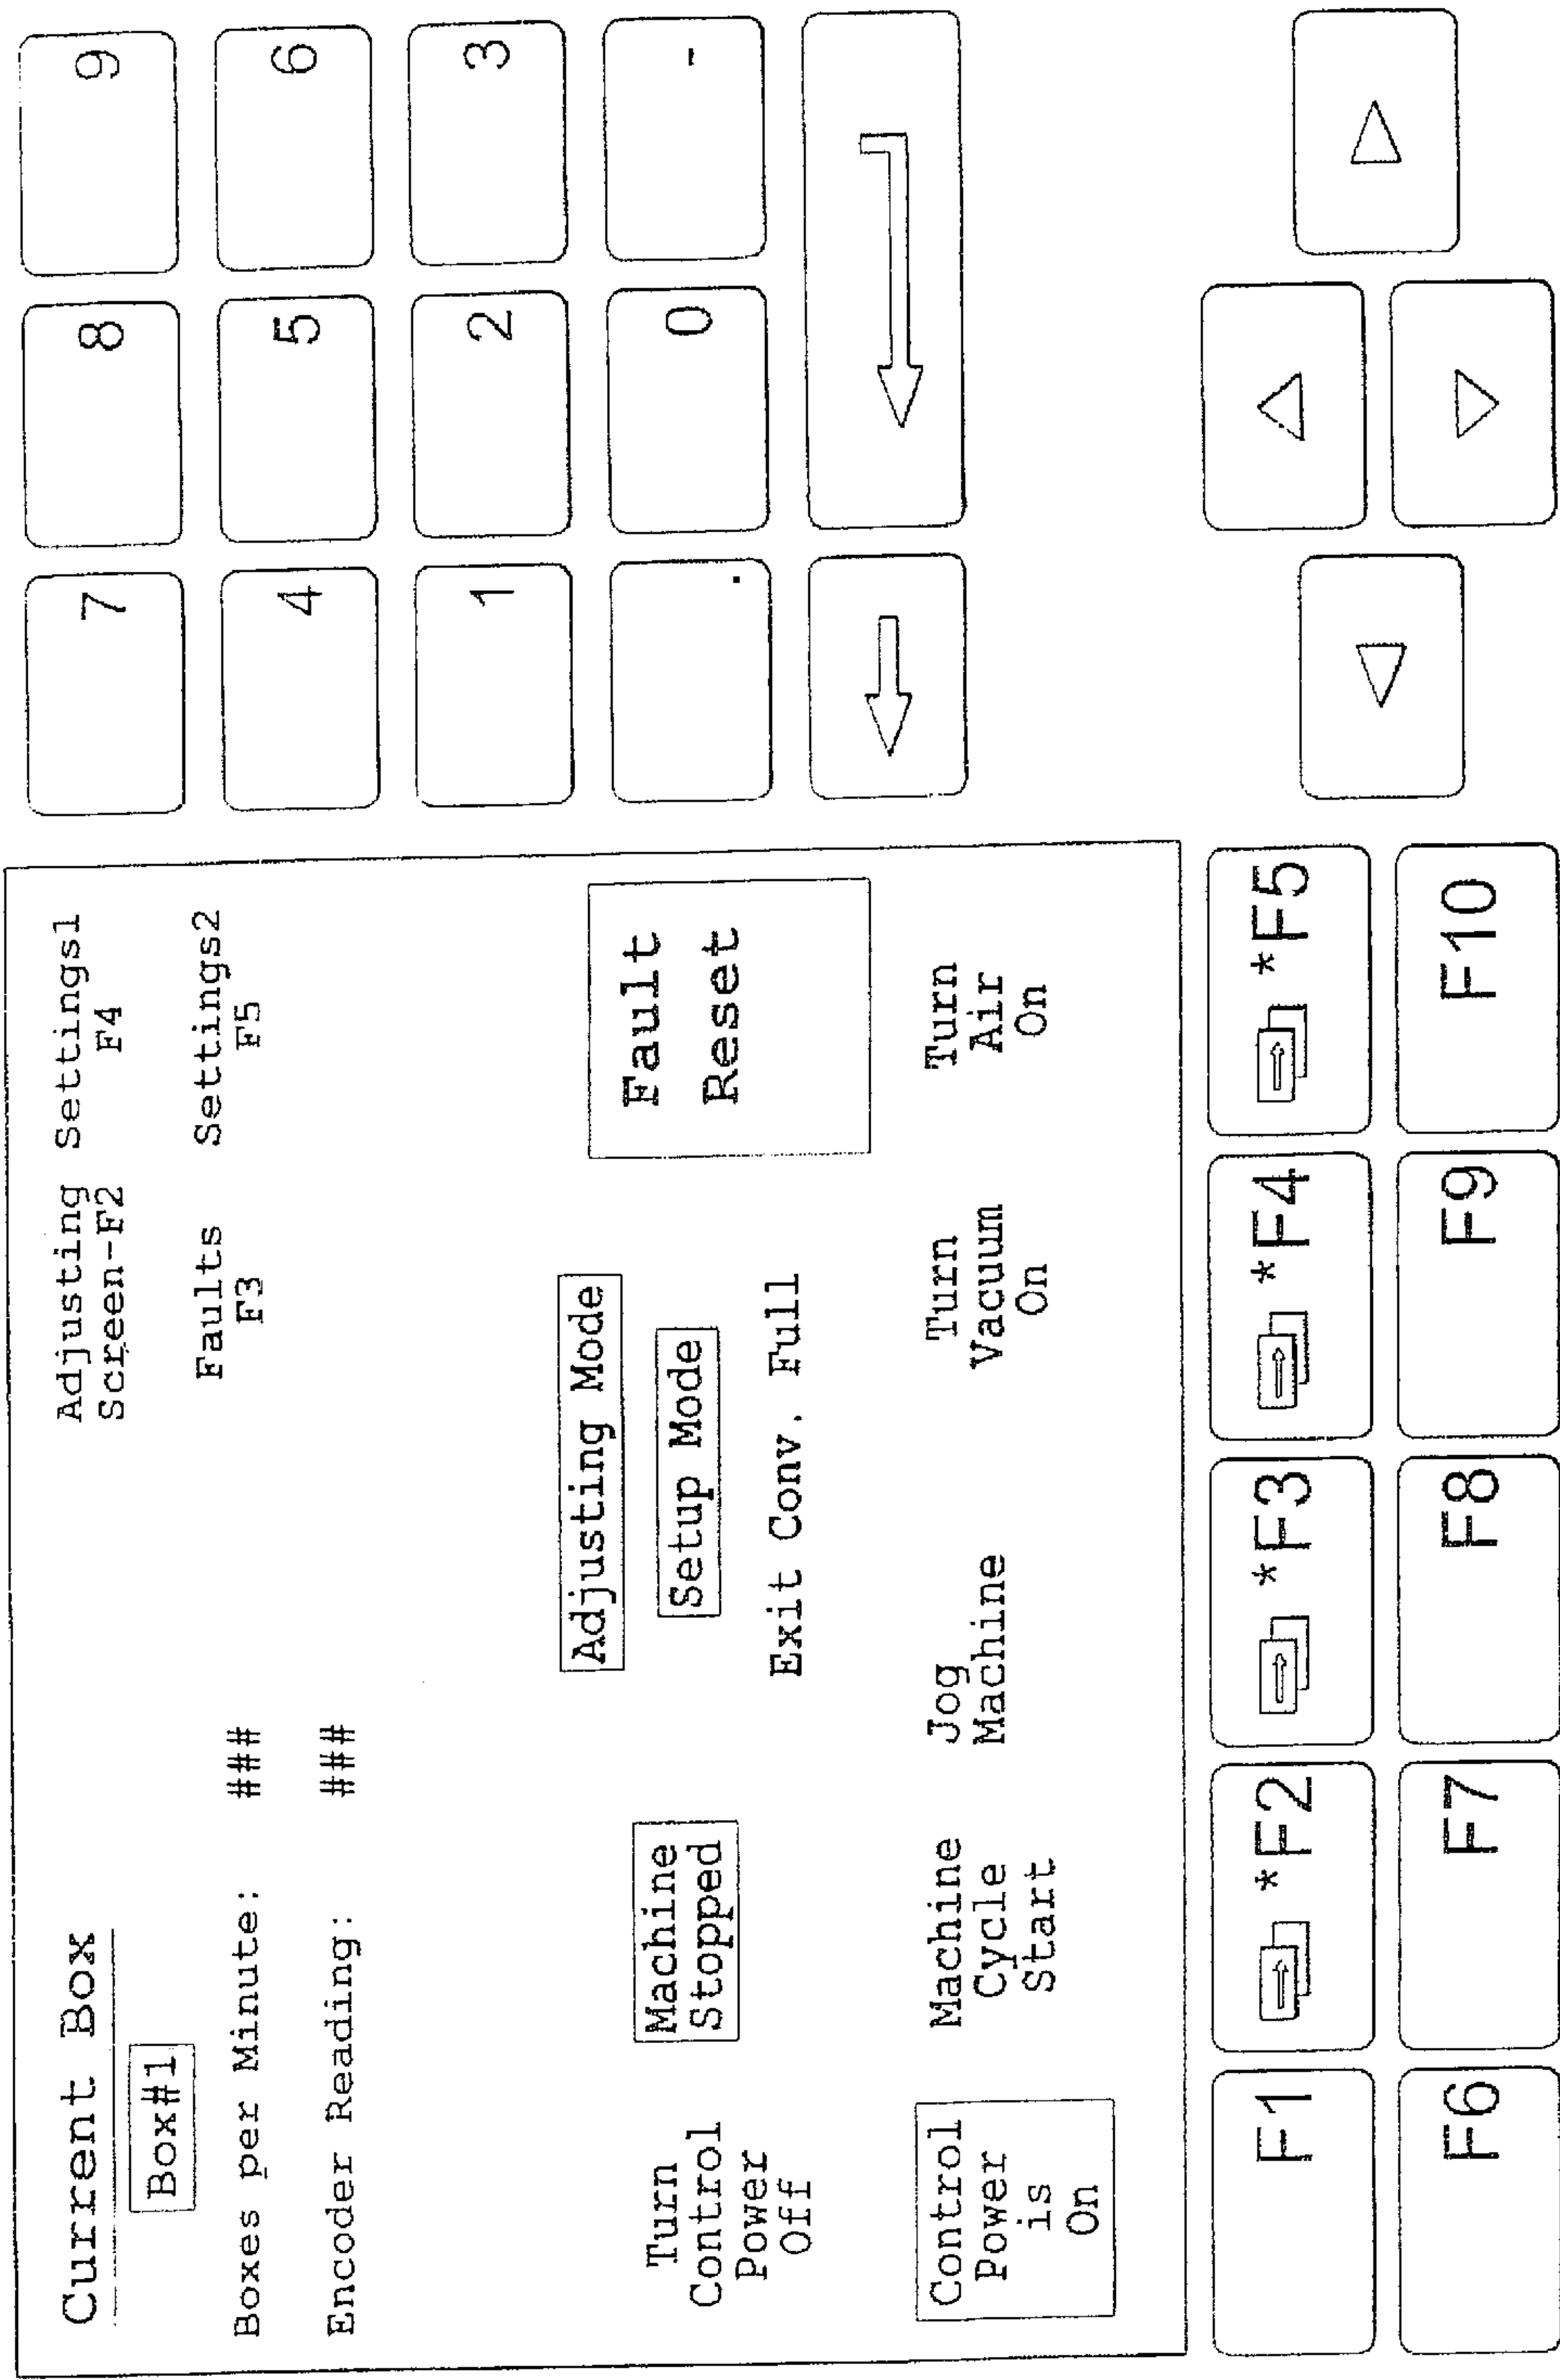 Current Box
Box#1
Boxes per Minute: ###
Encoder Reading: ###
Adjusting
Screen-F2
Settings1
F4
Faults
F3
Settings2
F5
Turn
Control
Power
Off
Machine
Stopped
Adjusting Mode
Setup Mode
Exit Conv. Full
Fault
Reset
Control
Power
is
On
Machine
Cycle
Start
Jog
Machine
Turn
Vacuum
On
Turn
Air
On
7 8 9
4 5 6
1 2 3
. 0 -
F1 *F2 *F3 *F4 *F5
F6 F7 F8 F9 F10